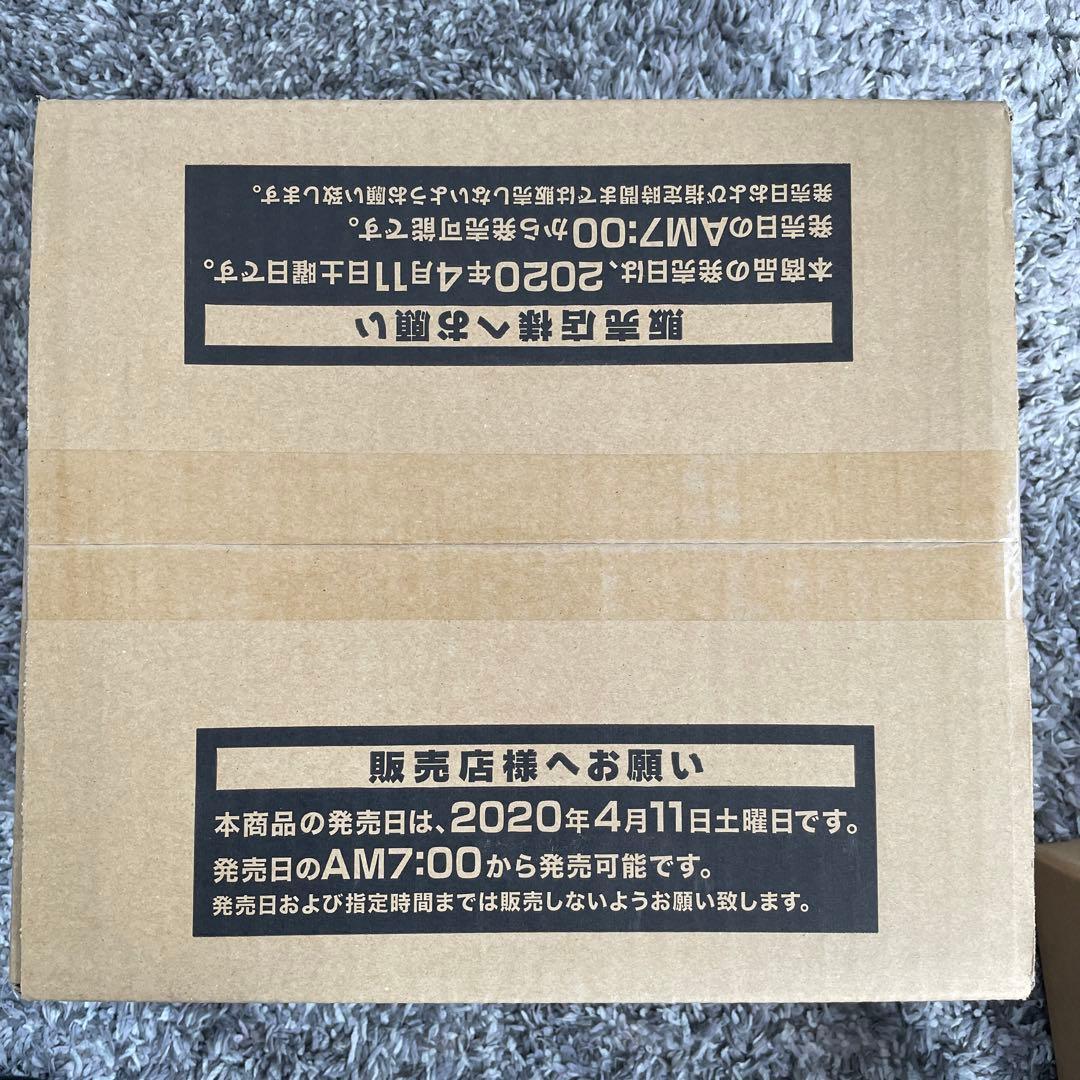 販売店様へお願い
本商品の発売日は、2020年4月11日土曜日です。
発売日のAM7:00から発売可能です。
発売日および指定時間までは販売しないようお願い致します。
販売店様へお願い
本商品の発売日は、2020年4月11日土曜日です。
発売日のAM7:00から発売可能です。
発売日および指定時間までは販売しないようお願い致します。